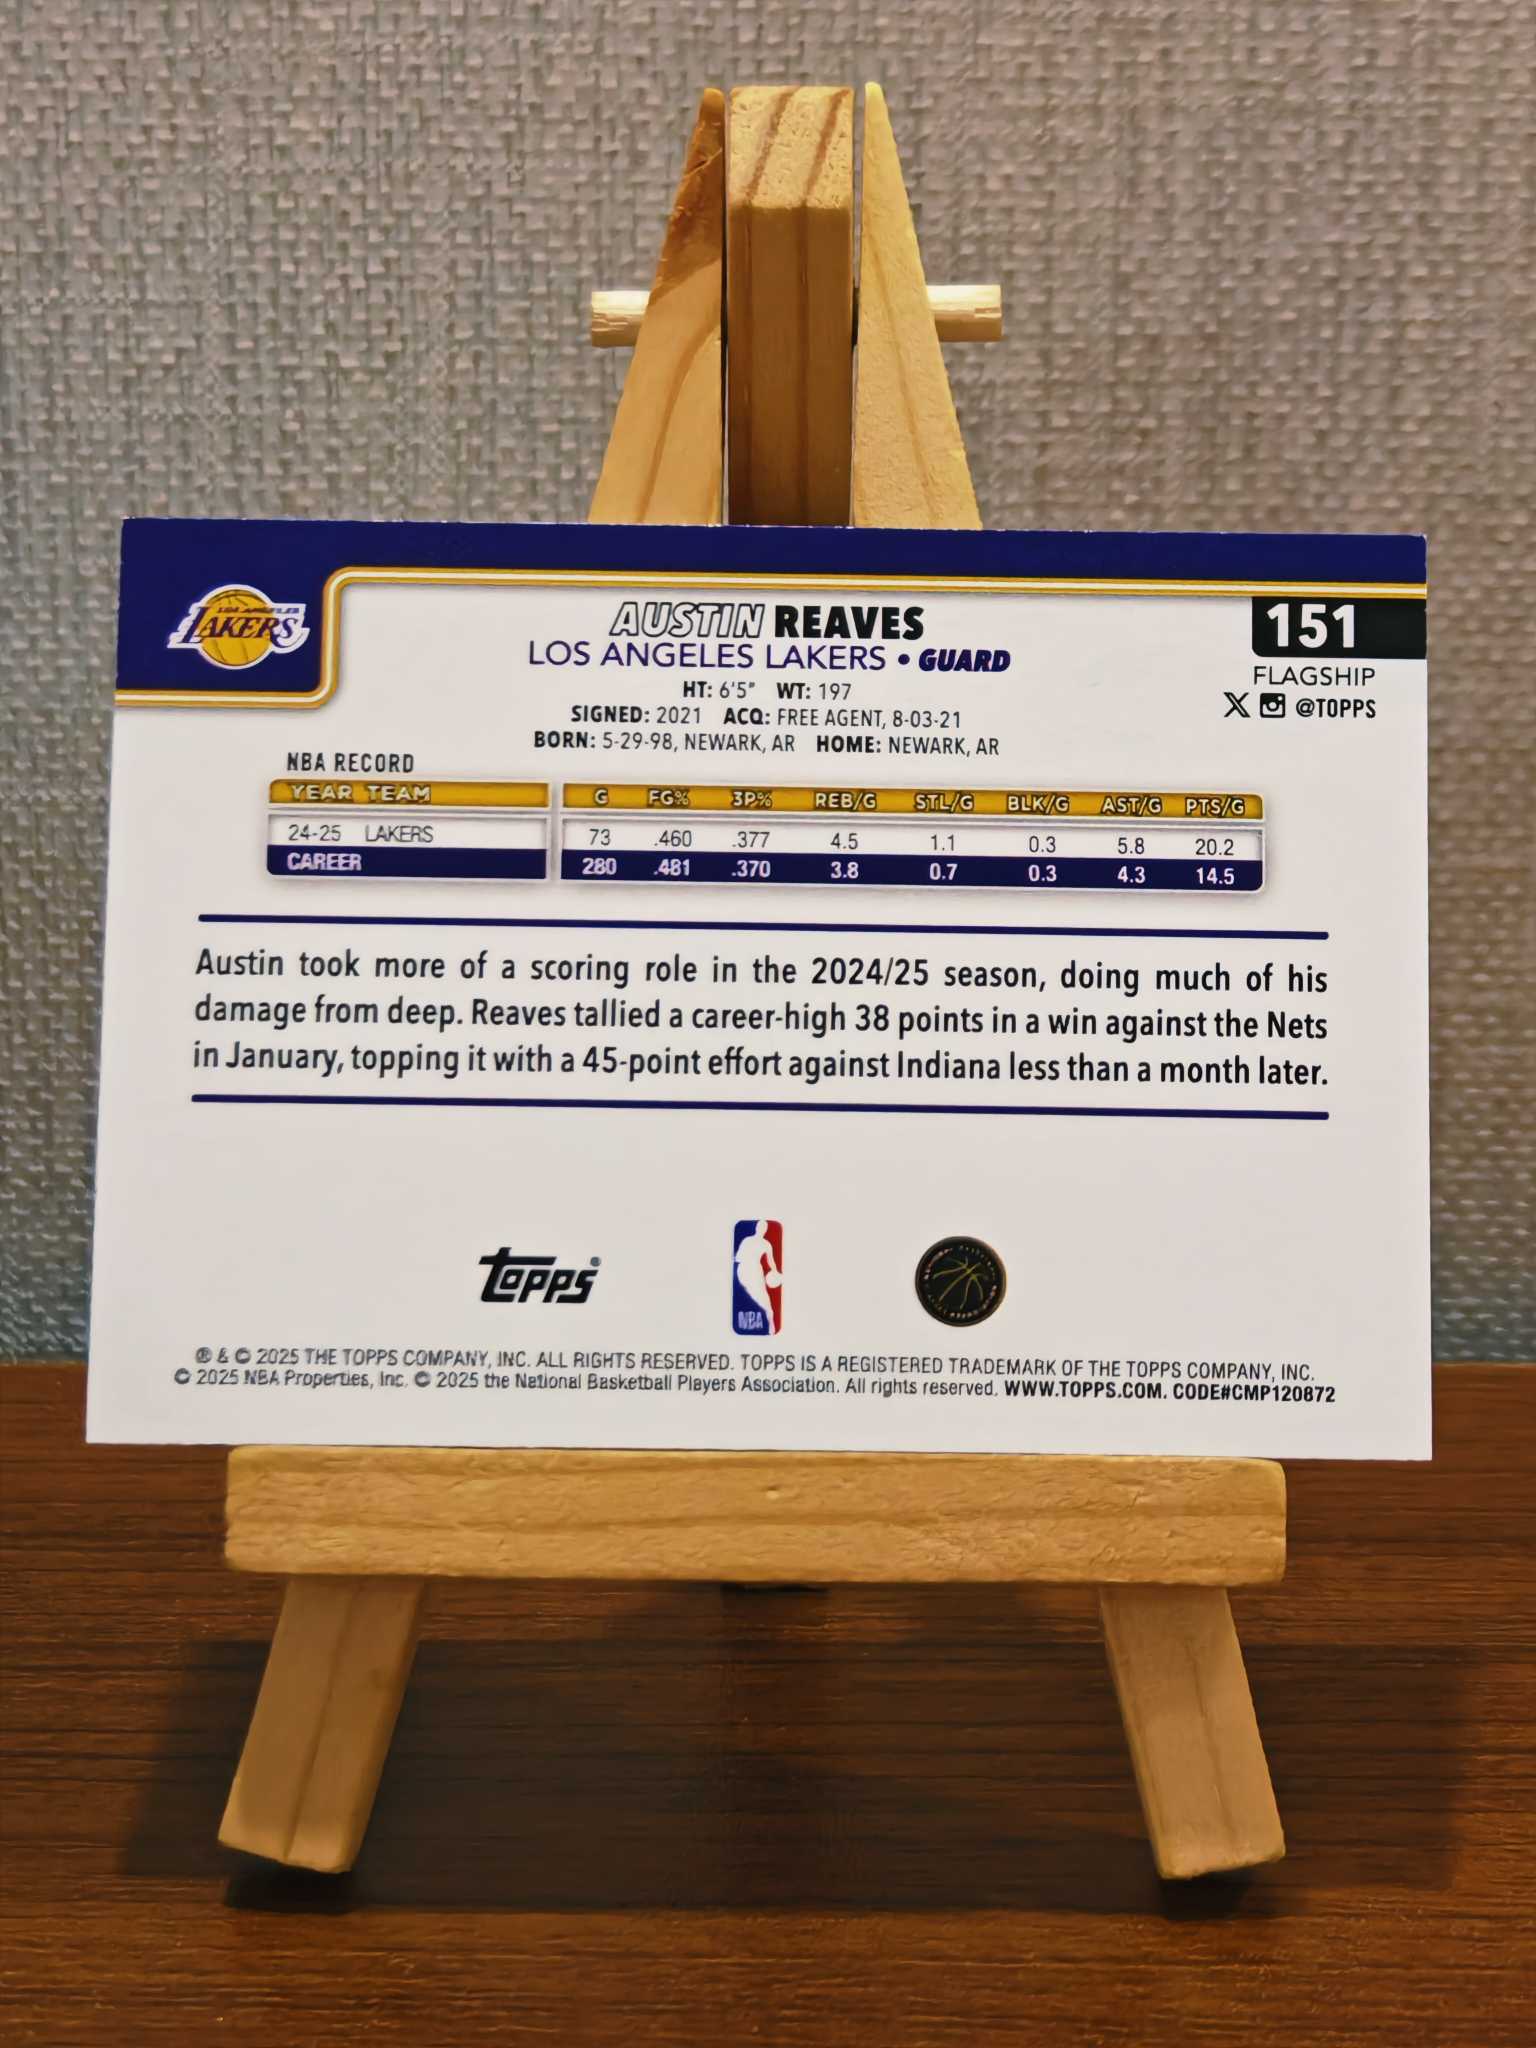 LOS ANGELES
LAKERS
AUSTIN REAVES
LOS ANGELES LAKERS • GUARD
HT: 6'5" WT: 197
SIGNED: 2021 ACQ: FREE AGENT, 8-03-21
BORN: 5-29-98, NEWARK, AR HOME: NEWARK, AR
151
FLAGSHIP
X @TOPPS
NBA RECORD
YEAR TEAM G FG% 3P% REB/G STL/G BLK/G AST/G PTS/G
24-25 LAKERS 73 .460 .377 4.5 1.1 0.3 5.8 20.2
CAREER 280 .481 .370 3.8 0.7 0.3 4.3 14.5
Austin took more of a scoring role in the 2024/25 season, doing much of his
damage from deep. Reaves tallied a career-high 38 points in a win against the Nets
in January, topping it with a 45-point effort against Indiana less than a month later.
topps®
NBA
® & © 2025 THE TOPPS COMPANY, INC. ALL RIGHTS RESERVED. TOPPS IS A REGISTERED TRADEMARK OF THE TOPPS COMPANY, INC.
© 2025 NBA Properties, Inc. © 2025 the National Basketball Players Association. All rights reserved. WWW.TOPPS.COM. CODE#CMP120872